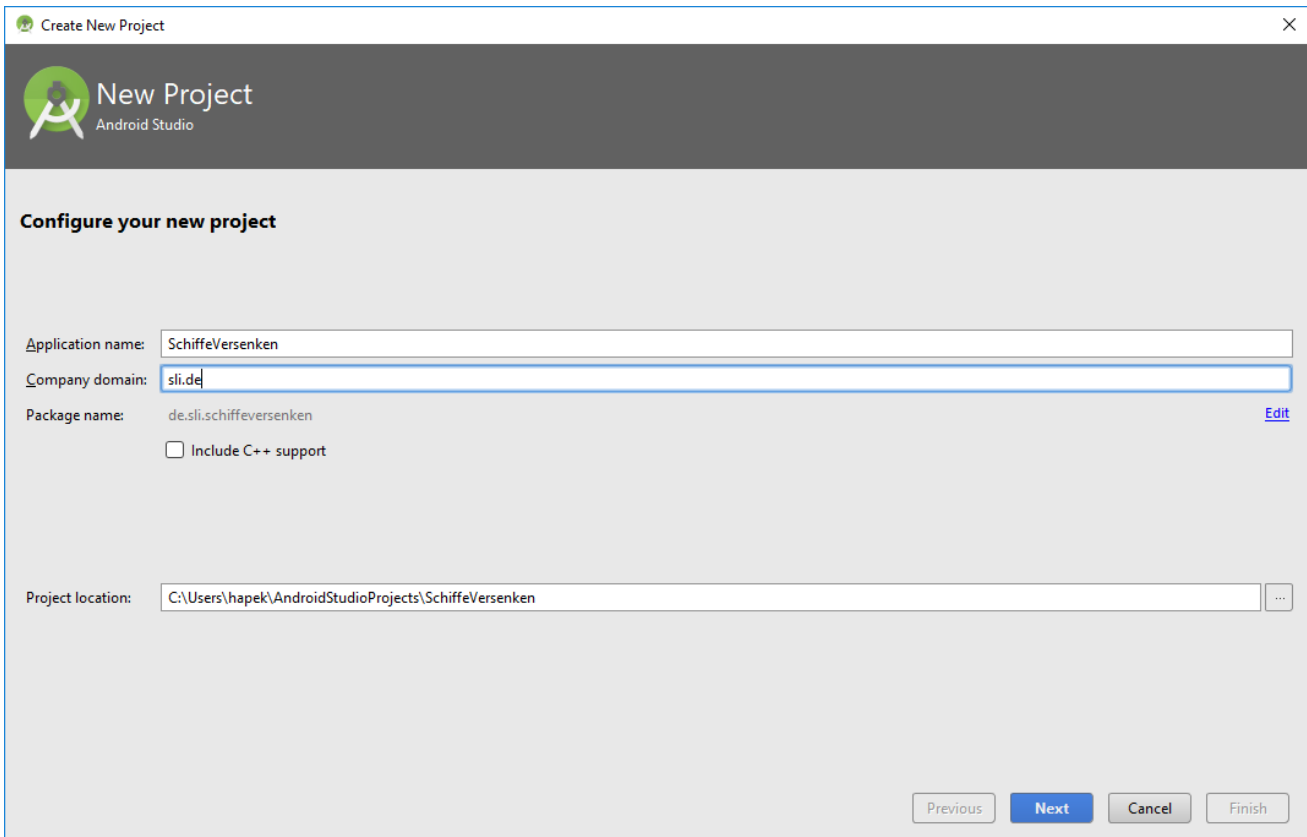 Create New Project
New Project
Android Studio
Configure your new project
Application name: SchiffeVersenken
Company domain: sli.de
Package name: de.sli.schiffeversenken Edit
Include C++ support
Project location: C:\Users\hapek\AndroidStudioProjects\SchiffeVersenken ...
Previous Next Cancel Finish